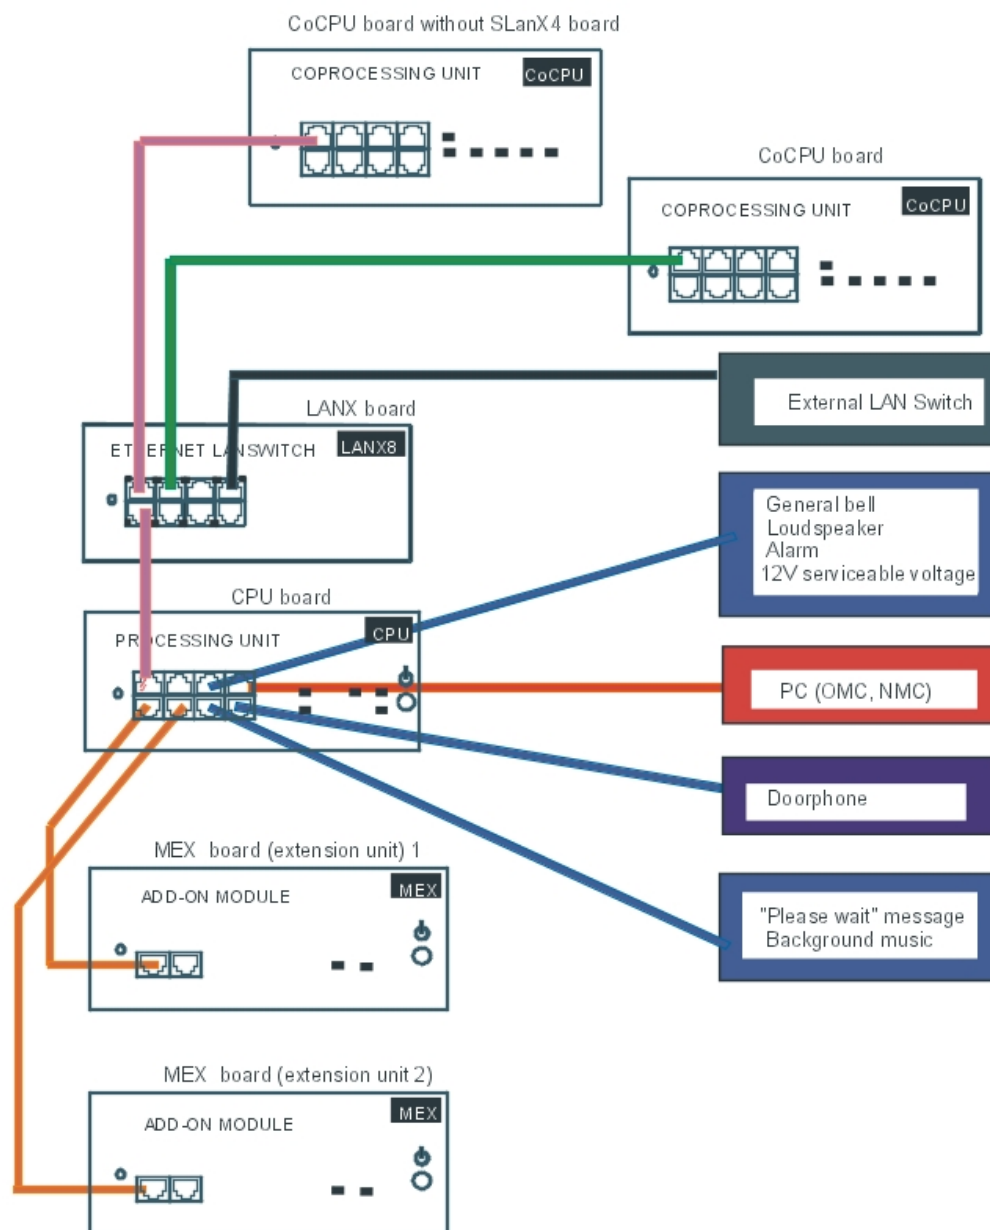 CoCPU board without SLanX4 board
COPROCESSING UNIT
CoCPU
CoCPU board
COPROCESSING UNIT
CoCPU
External LAN Switch
LANX board
ETHERNET LANSWITCH
LANX8
General bell
Loudspeaker
Alarm
12V serviceable voltage
CPU board
PROCESSING UNIT
CPU
PC (OMC, NMC)
Doorphone
MEX board (extension unit) 1
ADD-ON MODULE
MEX
"Please wait" message
Background music
MEX board (extension unit 2)
ADD-ON MODULE
MEX